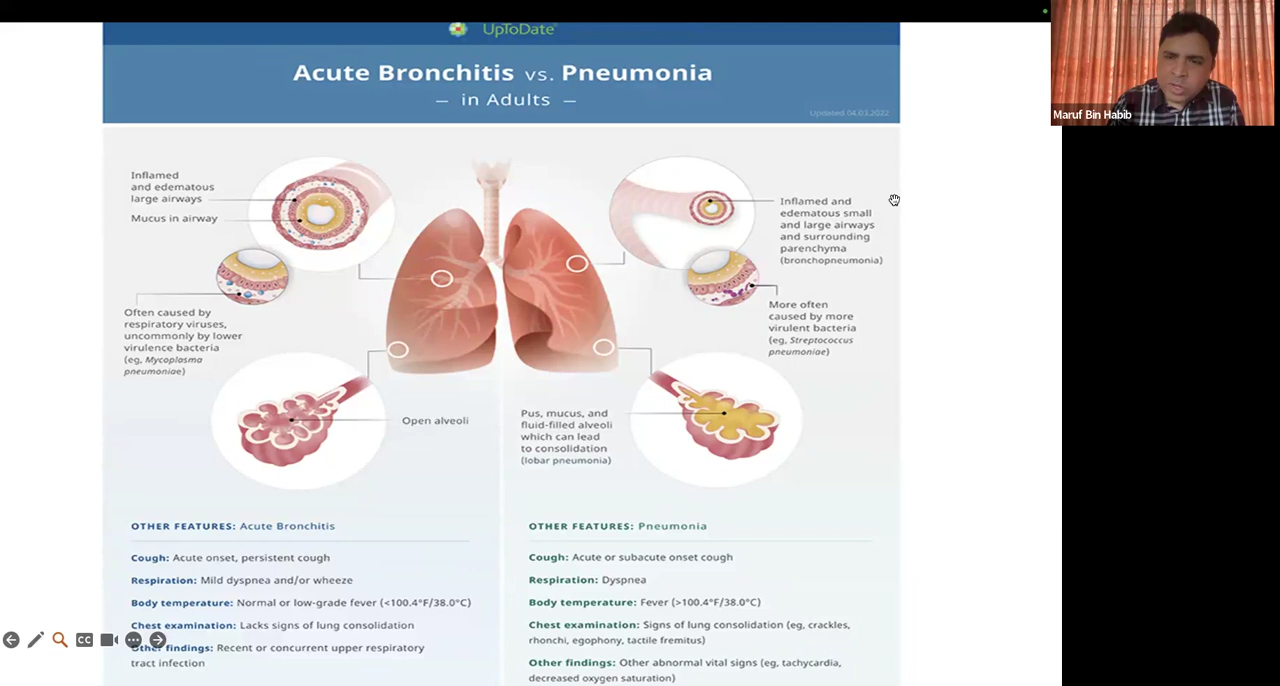 UpToDate
Acute Bronchitis vs. Pneumonia
— in Adults —
Updated 04.03.2022
Maruf Bin Habib
Inflamed
and edematous
large airways
Mucus in airway
Often caused by
respiratory viruses,
uncommonly by lower
virulence bacteria
(eg, Mycoplasma
pneumoniae)
Open alveoli
Inflamed and
edematous small
and large airways
and surrounding
parenchyma
(bronchopneumonia)
More often
caused by more
virulent bacteria
(eg, Streptococcus
pneumoniae)
Pus, mucus, and
fluid-filled alveoli
which can lead
to consolidation
(lobar pneumonia)
OTHER FEATURES: Acute Bronchitis
Cough: Acute onset, persistent cough
Respiration: Mild dyspnea and/or wheeze
Body temperature: Normal or low-grade fever (<100.4°F/38.0°C)
Chest examination: Lacks signs of lung consolidation
Other findings: Recent or concurrent upper respiratory
tract infection
OTHER FEATURES: Pneumonia
Cough: Acute or subacute onset cough
Respiration: Dyspnea
Body temperature: Fever (>100.4°F/38.0°C)
Chest examination: Signs of lung consolidation (eg, crackles,
rhonchi, egophony, tactile fremitus)
Other findings: Other abnormal vital signs (eg, tachycardia,
decreased oxygen saturation)
CC